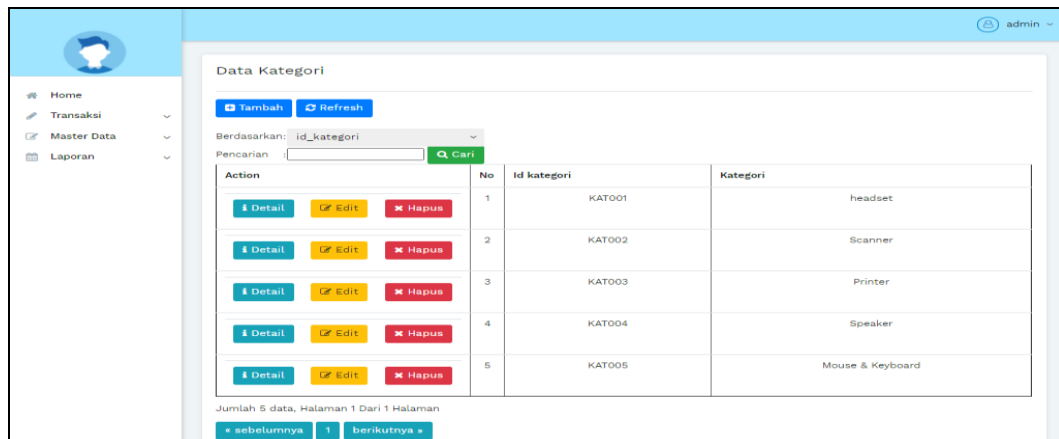 admin
Home
Transaksi
Master Data
Laporan
Data Kategori
Tambah Refresh
Berdasarkan: id_kategori
Pencarian : Cari
Action No Id kategori Kategori
Detail Edit Hapus 1 KAT001 headset
Detail Edit Hapus 2 KAT002 Scanner
Detail Edit Hapus 3 KAT003 Printer
Detail Edit Hapus 4 KAT004 Speaker
Detail Edit Hapus 5 KAT005 Mouse & Keyboard
Jumlah 5 data, Halaman 1 Dari 1 Halaman
« sebelumnya 1 berikutnya »